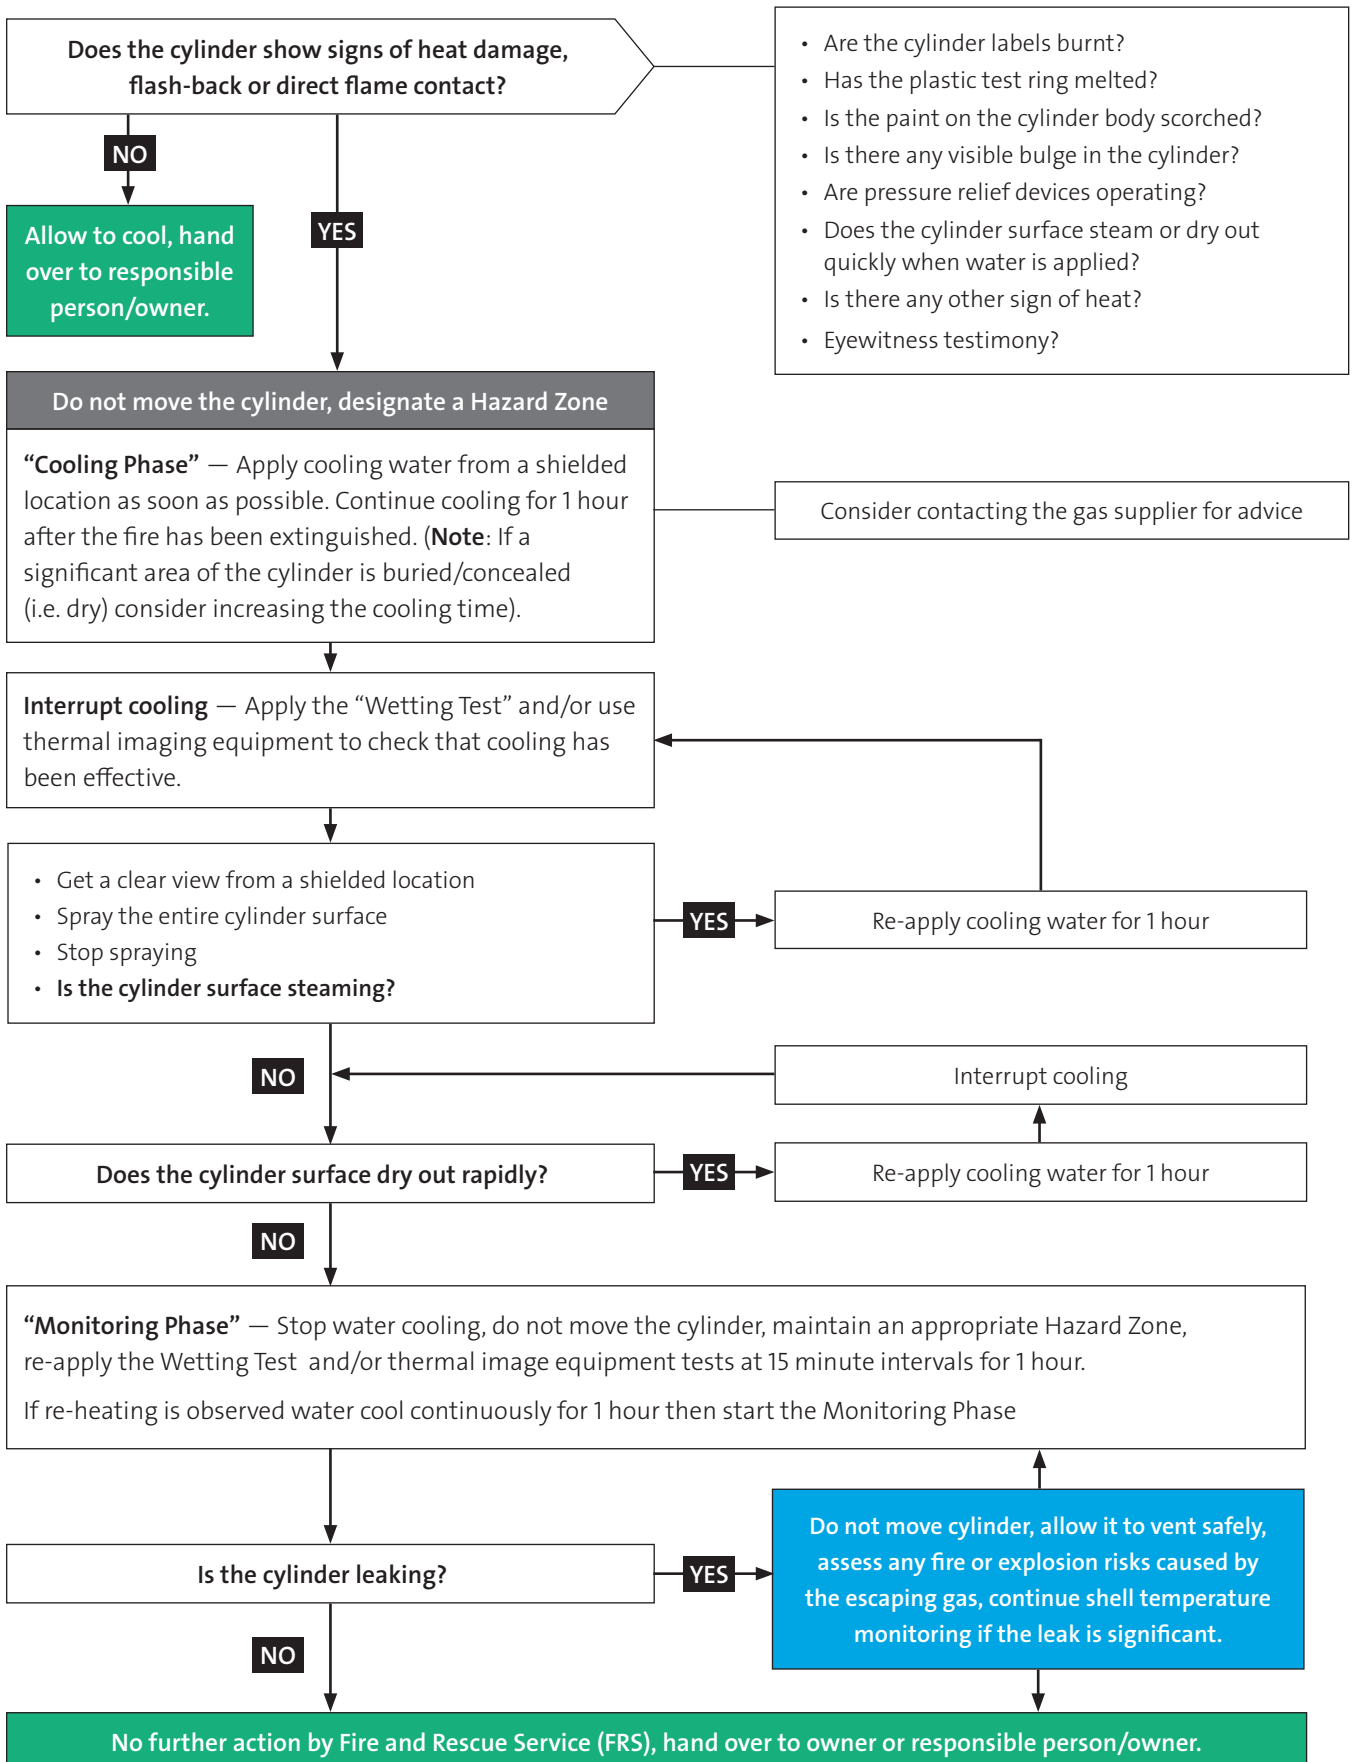 Does the cylinder show signs of heat damage,
flash-back or direct flame contact?
• Are the cylinder labels burnt?
• Has the plastic test ring melted?
• Is the paint on the cylinder body scorched?
• Is there any visible bulge in the cylinder?
• Are pressure relief devices operating?
• Does the cylinder surface steam or dry out
quickly when water is applied?
• Is there any other sign of heat?
• Eyewitness testimony?
NO
Allow to cool, hand
over to responsible
person/owner.
YES
Do not move the cylinder, designate a Hazard Zone
“Cooling Phase” — Apply cooling water from a shielded
location as soon as possible. Continue cooling for 1 hour
after the fire has been extinguished. (Note: If a
significant area of the cylinder is buried/concealed
(i.e. dry) consider increasing the cooling time).
Consider contacting the gas supplier for advice
Interrupt cooling — Apply the “Wetting Test” and/or use
thermal imaging equipment to check that cooling has
been effective.
• Get a clear view from a shielded location
• Spray the entire cylinder surface
• Stop spraying
• Is the cylinder surface steaming?
YES
Re-apply cooling water for 1 hour
NO
Interrupt cooling
Does the cylinder surface dry out rapidly?
YES
Re-apply cooling water for 1 hour
NO
“Monitoring Phase” — Stop water cooling, do not move the cylinder, maintain an appropriate Hazard Zone,
re-apply the Wetting Test and/or thermal image equipment tests at 15 minute intervals for 1 hour.
If re-heating is observed water cool continuously for 1 hour then start the Monitoring Phase
Is the cylinder leaking?
YES
Do not move cylinder, allow it to vent safely,
assess any fire or explosion risks caused by
the escaping gas, continue shell temperature
monitoring if the leak is significant.
NO
No further action by Fire and Rescue Service (FRS), hand over to owner or responsible person/owner.